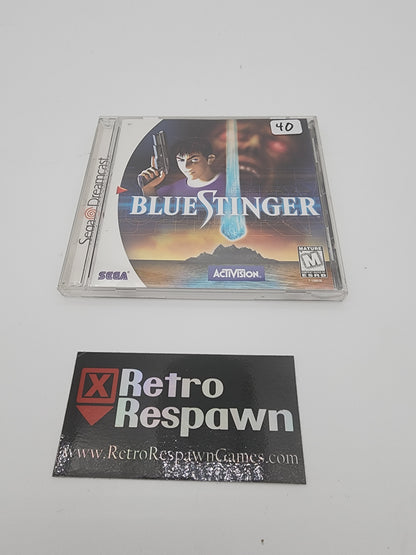 40
Sega Dreamcast
BLUE STINGER
SEGA
ACTIVISION
MATURE
M
ESRB
Retro
Respawn
www.RetroRespawnGames.com